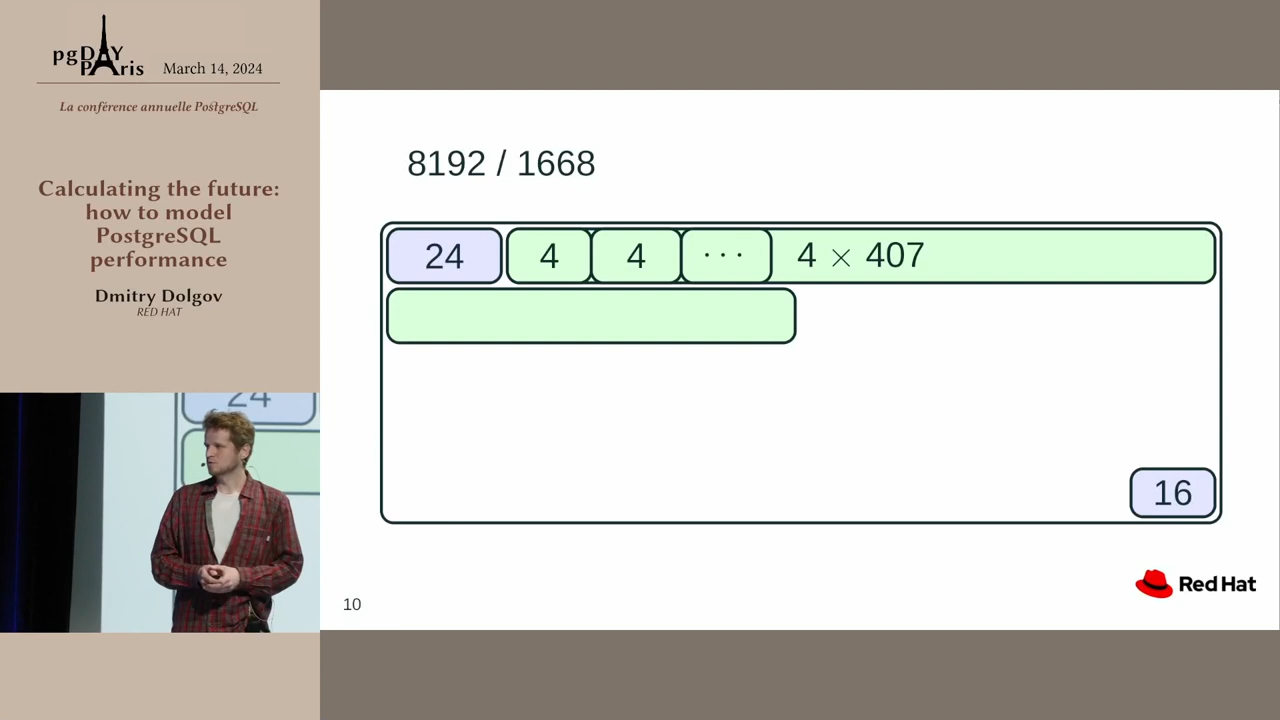 pgDAY
PAris
March 14, 2024
La conférence annuelle PostgreSQL
Calculating the future:
how to model
PostgreSQL
performance
Dmitry Dolgov
RED HAT
24
8192 / 1668
24 4 4 ··· 4 × 407
16
Red Hat
10